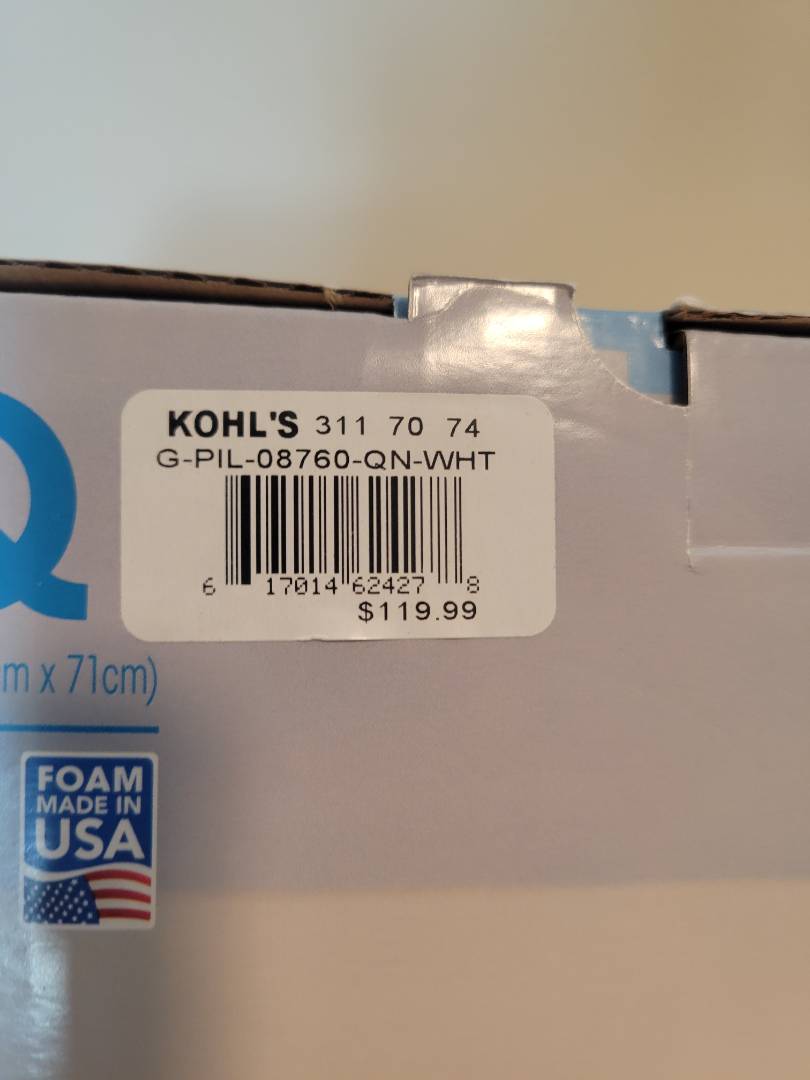 KOHL'S 311 70 74
G-PIL-08760-QN-WHT
6 17014 62427 8
$119.99
Q
m x 71cm)
FOAM
MADE IN
USA